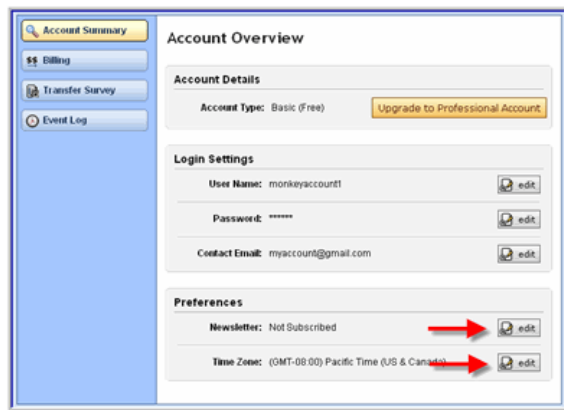 Account Summary
$$ Billing
Transfer Survey
Event Log
Account Overview
Account Details
Account Type: Basic (Free) Upgrade to Professional Account
Login Settings
User Name: monkeyaccount1 edit
Password: ****** edit
Contact Email: myaccount@gmail.com edit
Preferences
Newsletter: Not Subscribed edit
Time Zone: (GMT-08:00) Pacific Time (US & Canada) edit